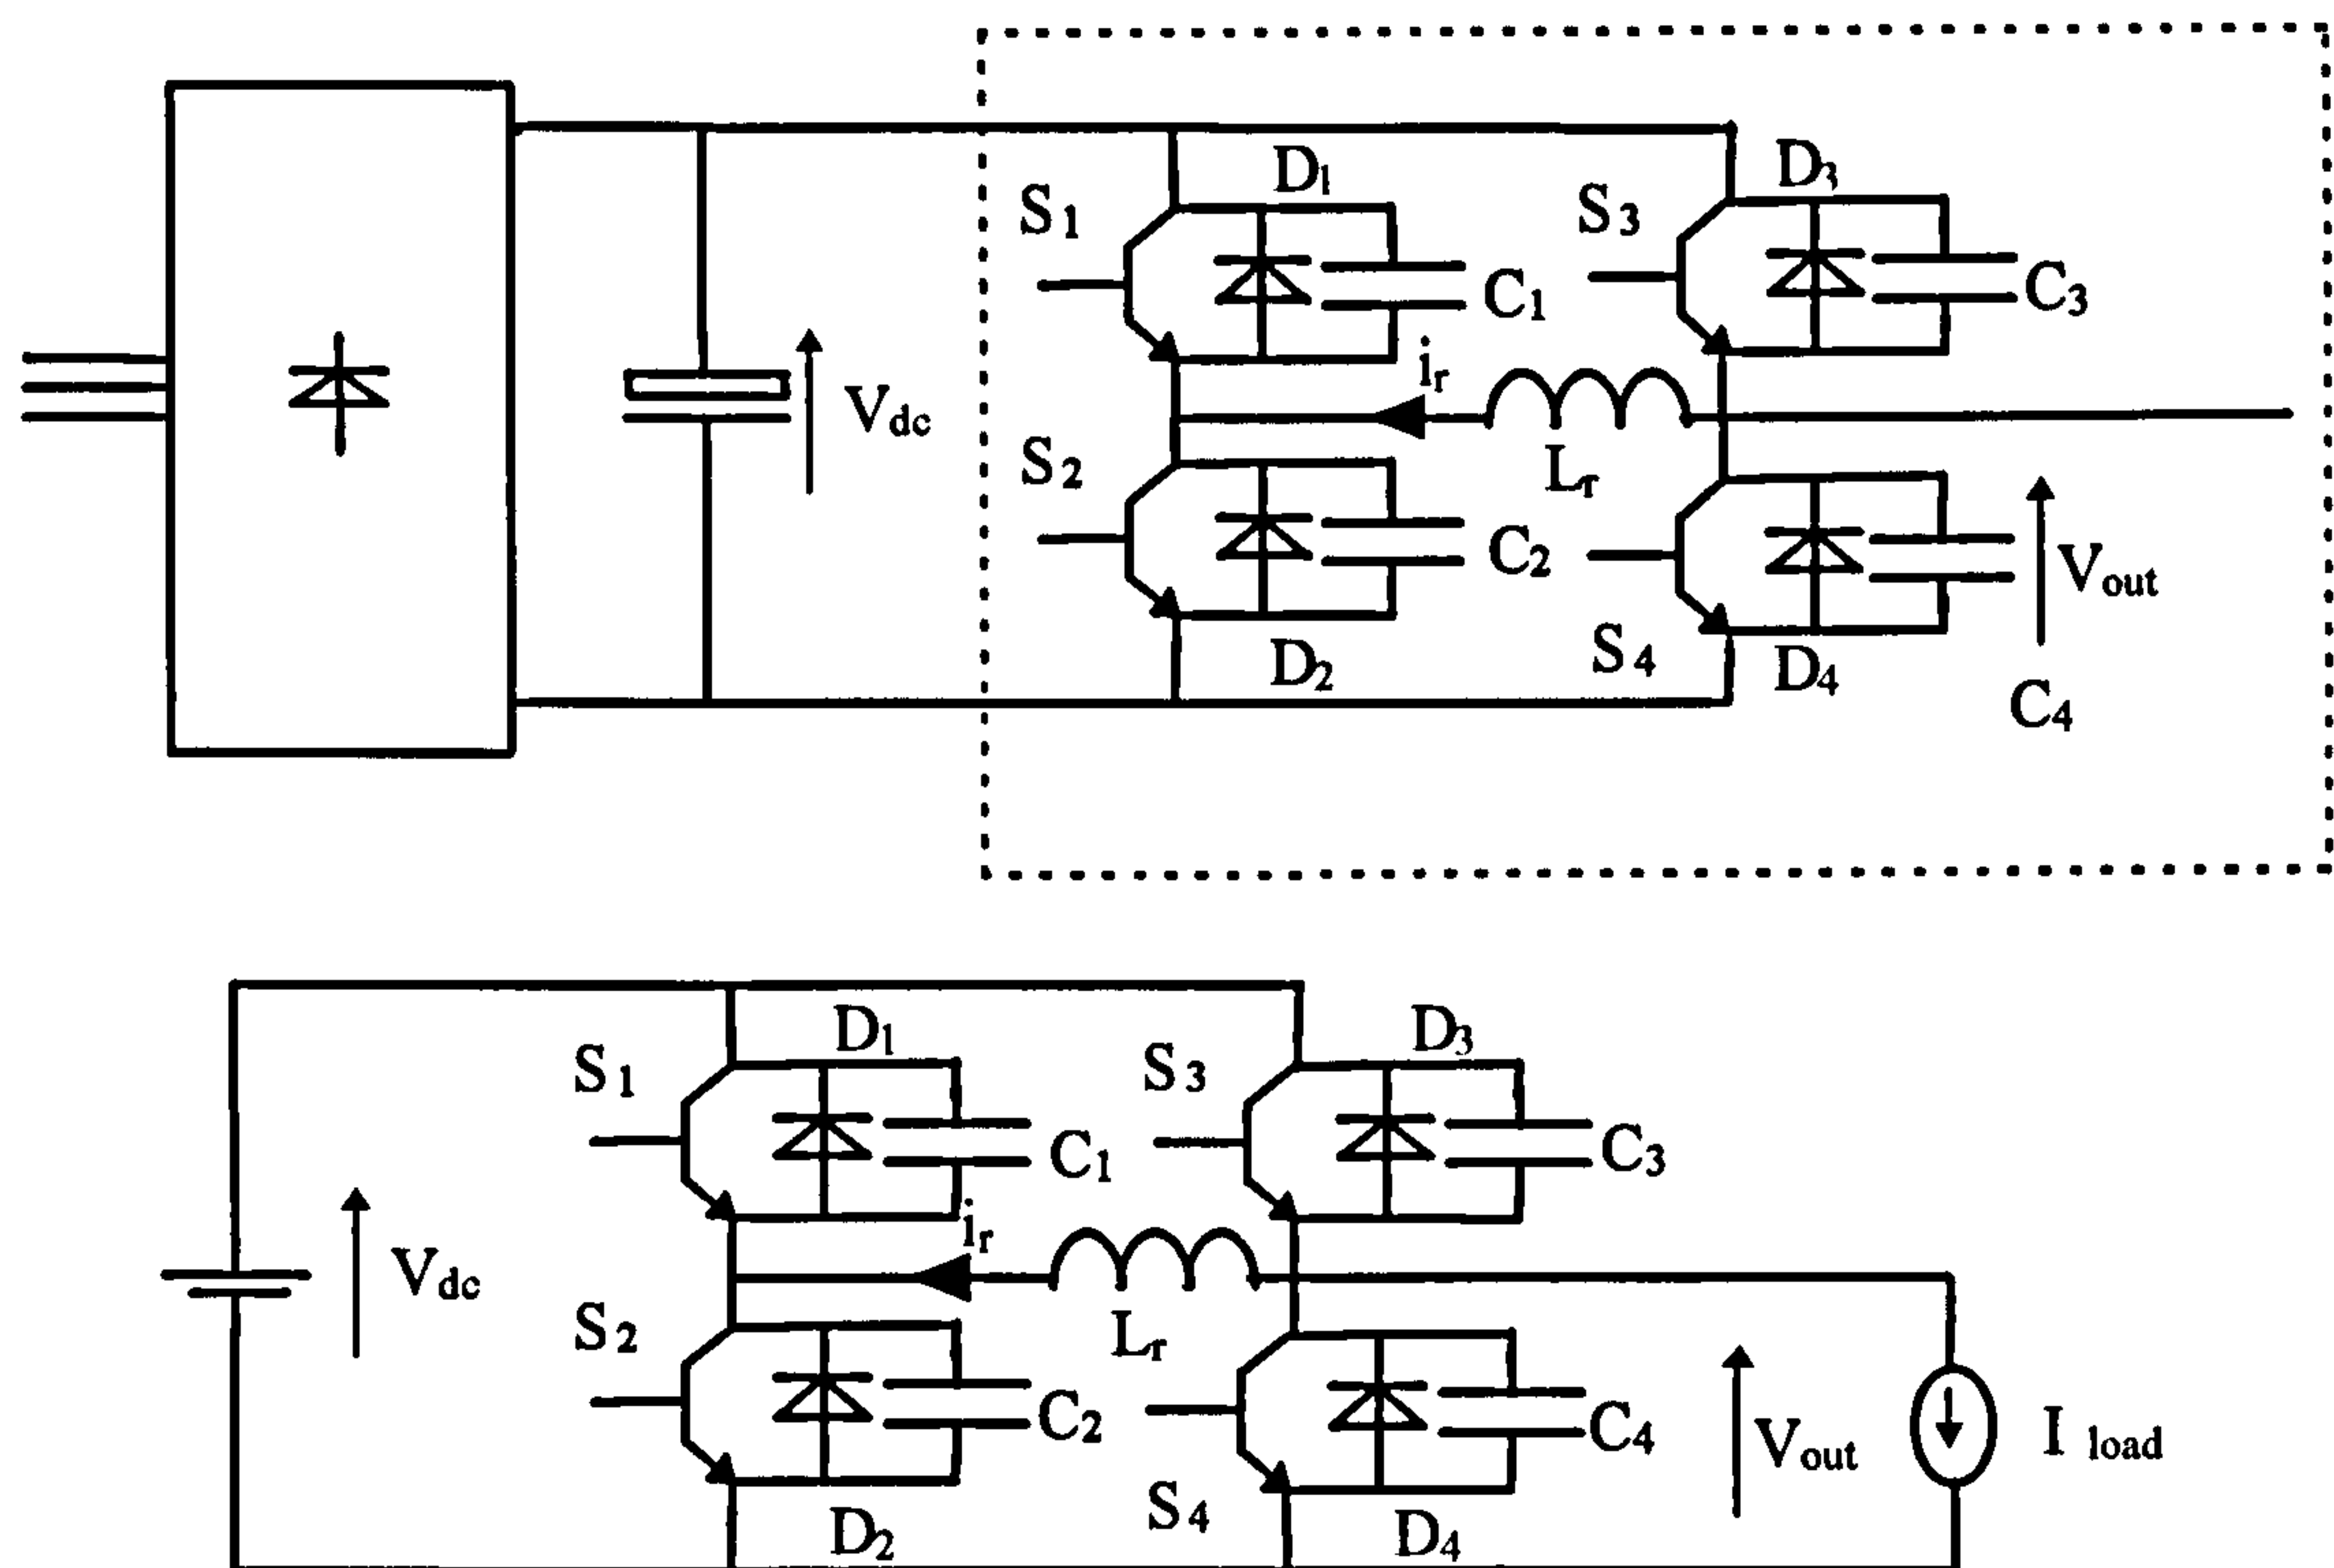 D1
D3
S1
S3
C1
C3
ir
Vdc
Lr
S2
C2
Vout
D2
S4
D4
C4
D1
D3
S1
S3
C1
C3
ir
Vdc
Lr
S2
C2
C4
Vout
I load
D2
S4
D4